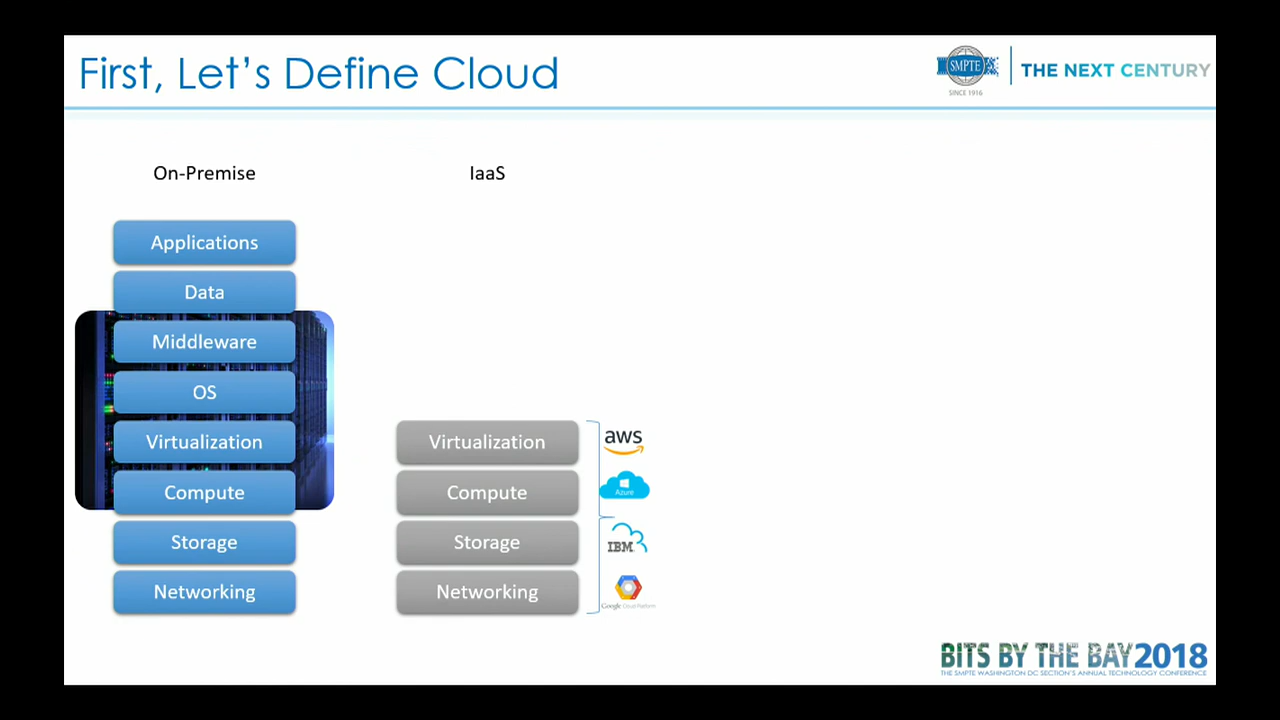 First, Let's Define Cloud
SMPTE
SINCE 1916
THE NEXT CENTURY
On-Premise
IaaS
Applications
Data
Middleware
OS
Virtualization
Compute
Storage
Networking
Virtualization
Compute
Storage
Networking
aws
Azure
IBM
Google Cloud Platform
BITS BY THE BAY 2018
THE SMPTE WASHINGTON DC SECTION'S ANNUAL TECHNOLOGY CONFERENCE